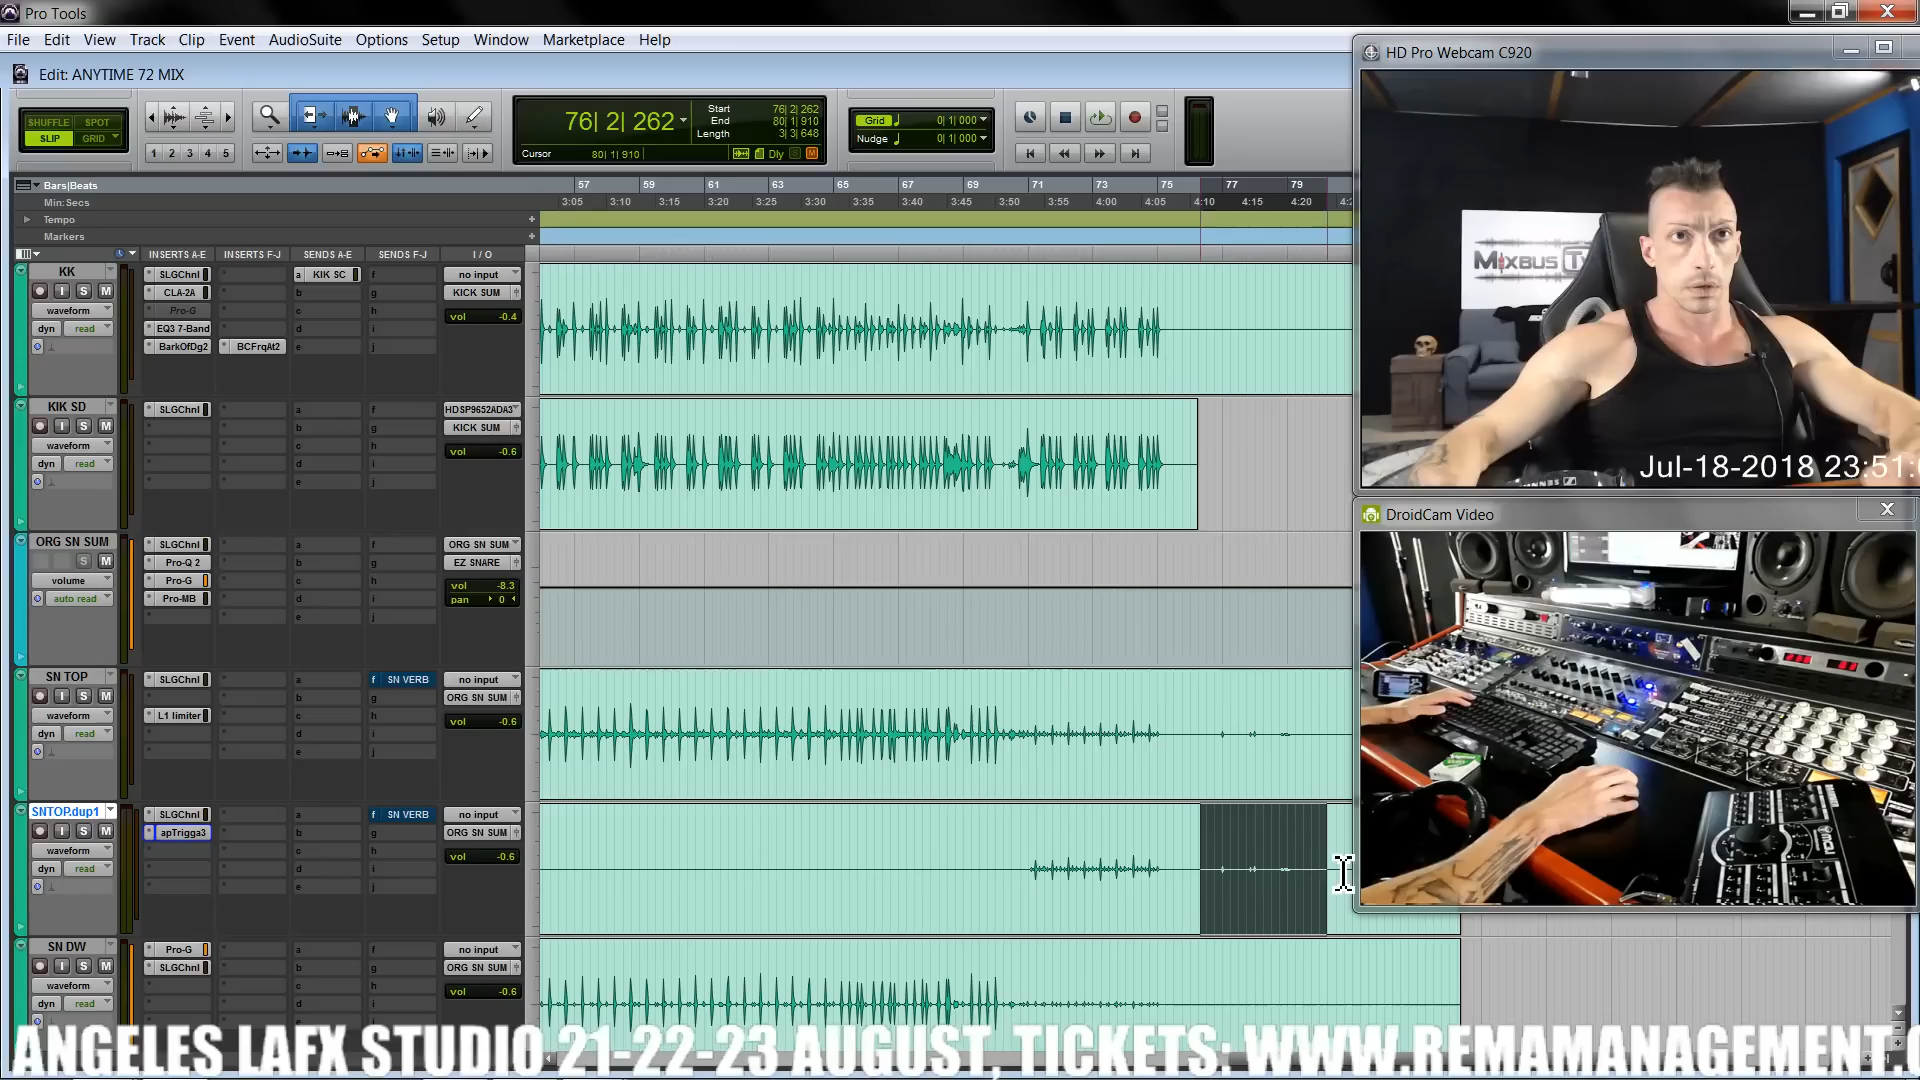 Pro Tools
File Edit View Track Clip Event AudioSuite Options Setup Window Marketplace Help
Edit: ANYTIME 72 MIX
HD Pro Webcam C920
SHUFFLE SPOT
SLIP GRID
1 2 3 4 5
76| 2| 262
Start 76| 2| 262
End 80| 1| 910
Length 3| 3| 648
Cursor 80| 1| 910
Dly S M
Grid 0| 1| 000
Nudge 0| 1| 000
Bars|Beats 57 59 61 63 65 67 69 71 73 75 77 79
Min:Secs 3:05 3:10 3:15 3:20 3:25 3:30 3:35 3:40 3:45 3:50 3:55 4:00 4:05 4:10 4:15 4:20
Tempo
Markers
INSERTS A-E INSERTS F-J SENDS A-E SENDS F-J I / O
KK SLGChnl a KIK SC f no input
I S M CLA-2A b g KICK SUM
waveform Pro-G c h vol -0.4
dyn read EQ3 7-Band d i
BarkOfDg2 BCFrqAt2 e j
KIK SD SLGChnl a f HDSP9652ADA3
I S M b g KICK SUM
waveform c h vol -0.6
dyn read d i
e j
ORG SN SUM SLGChnl a f ORG SN SUM
S M Pro-Q 2 b g EZ SNARE
volume Pro-G c h vol -8.3
auto read Pro-MB d i pan 0
e j
SN TOP SLGChnl a f SN VERB no input
I S M b g ORG SN SUM
waveform L1 limiter c h vol -0.6
dyn read d i
e j
SNTOP.dup1 SLGChnl a f SN VERB no input
I S M apTrigga3 b g ORG SN SUM
waveform c h vol -0.6
dyn read d i
e j
SN DW Pro-G a f no input
I S M SLGChnl b g ORG SN SUM
waveform c h vol -0.6
dyn read d i
MIXBUS Tv
Jul-18-2018 23:51:
DroidCam Video
ANGELES LAFX STUDIO 21-22-23 AUGUST, TICKETS: WWW.REMAMANAGEMENT.